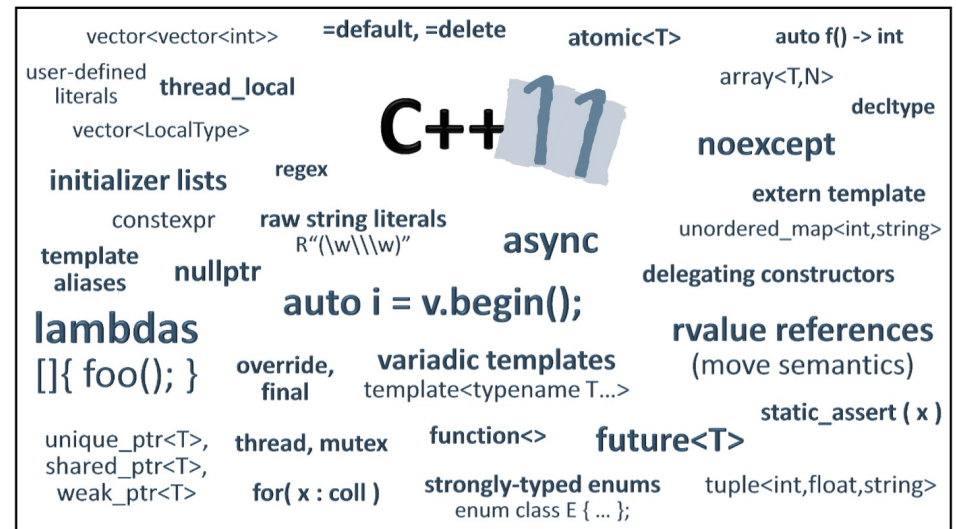 vector<vector<int>>
=default, =delete
atomic<T>
auto f() -> int
user-defined
literals
thread_local
array<T,N>
C++11
decltype
vector<LocalType>
noexcept
initializer lists
regex
extern template
constexpr
raw string literals
R“(\w\\\w)”
async
unordered_map<int,string>
template
aliases
nullptr
delegating constructors
auto i = v.begin();
lambdas
[]{ foo(); }
rvalue references
(move semantics)
override,
final
variadic templates
template<typename T...>
static_assert ( x )
unique_ptr<T>,
shared_ptr<T>,
weak_ptr<T>
thread, mutex
function<>
future<T>
for( x : coll )
strongly-typed enums
enum class E { ... };
tuple<int,float,string>